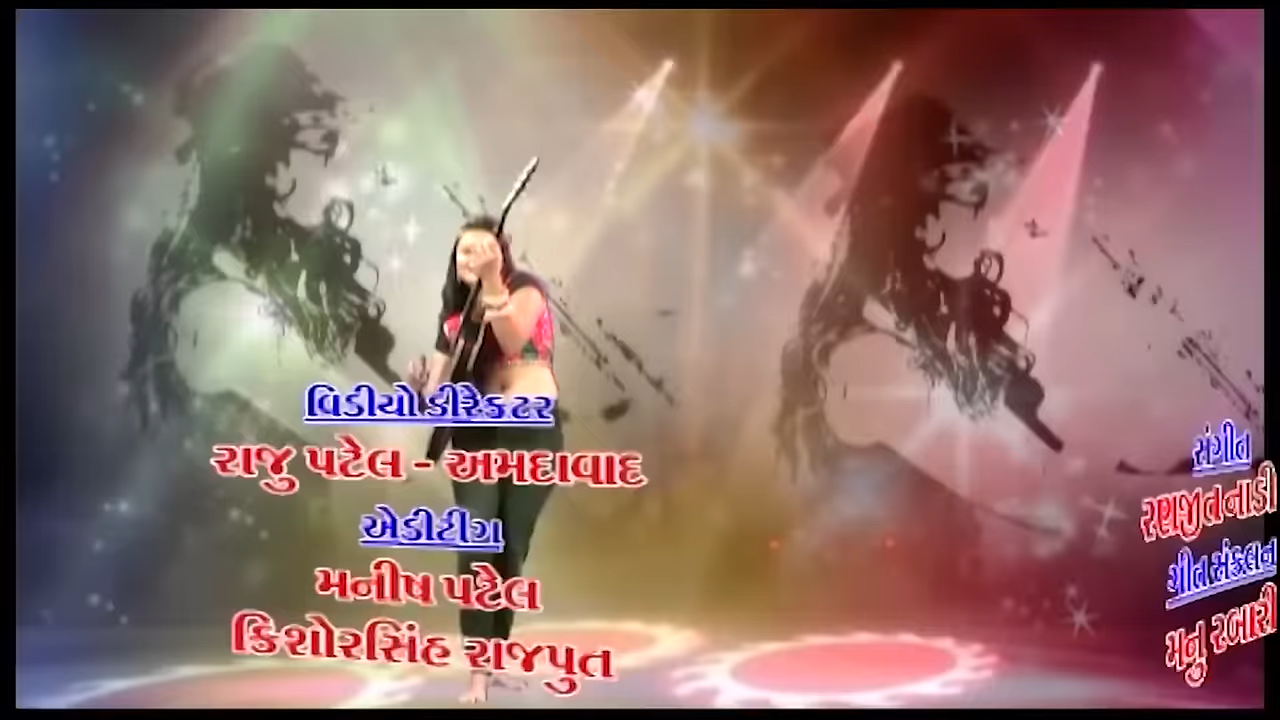 વિડીયો ડીરેક્ટર
રાજુ પટેલ - અમદાવાદ
એડીટીંગ
મનીષ પટેલ
કિશોરસિંહ રાજપુત
સંગીત
રણજીત નાડી
ગીત સંકલન
મનુ રબારી